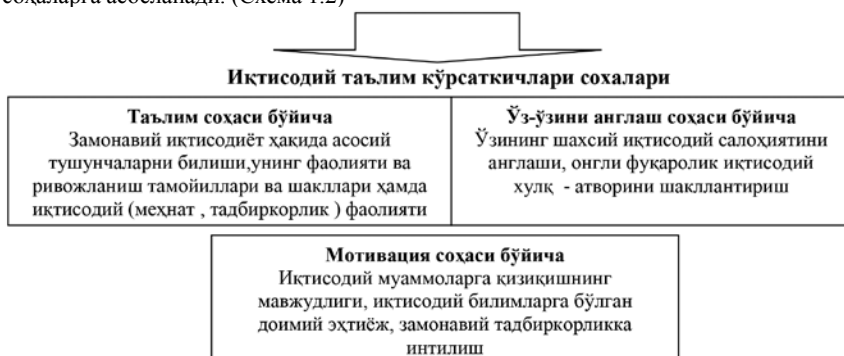 соҳаларга асосланади. (Схема 1.2)
Иқтисодий таълим кўрсаткичлари сохалари
Таълим соҳаси бўйича
Замонавий иқтисодиёт ҳақида асосий
тушунчаларни билиши,унинг фаолияти ва
ривожланиш тамойиллари ва шакллари ҳамда
иқтисодий (меҳнат , тадбиркорлик ) фаолияти
Ўз-ўзини англаш соҳаси бўйича
Ўзининг шахсий иқтисодий салоҳиятини
англаши, онгли фуқаролик иқтисодий
хулқ - атворини шакллантириш
Мотивация соҳаси бўйича
Иқтисодий муаммоларга қизиқишнинг
мавжудлиги, иқтисодий билимларга бўлган
доимий эҳтиёж, замонавий тадбиркорликка
интилиш